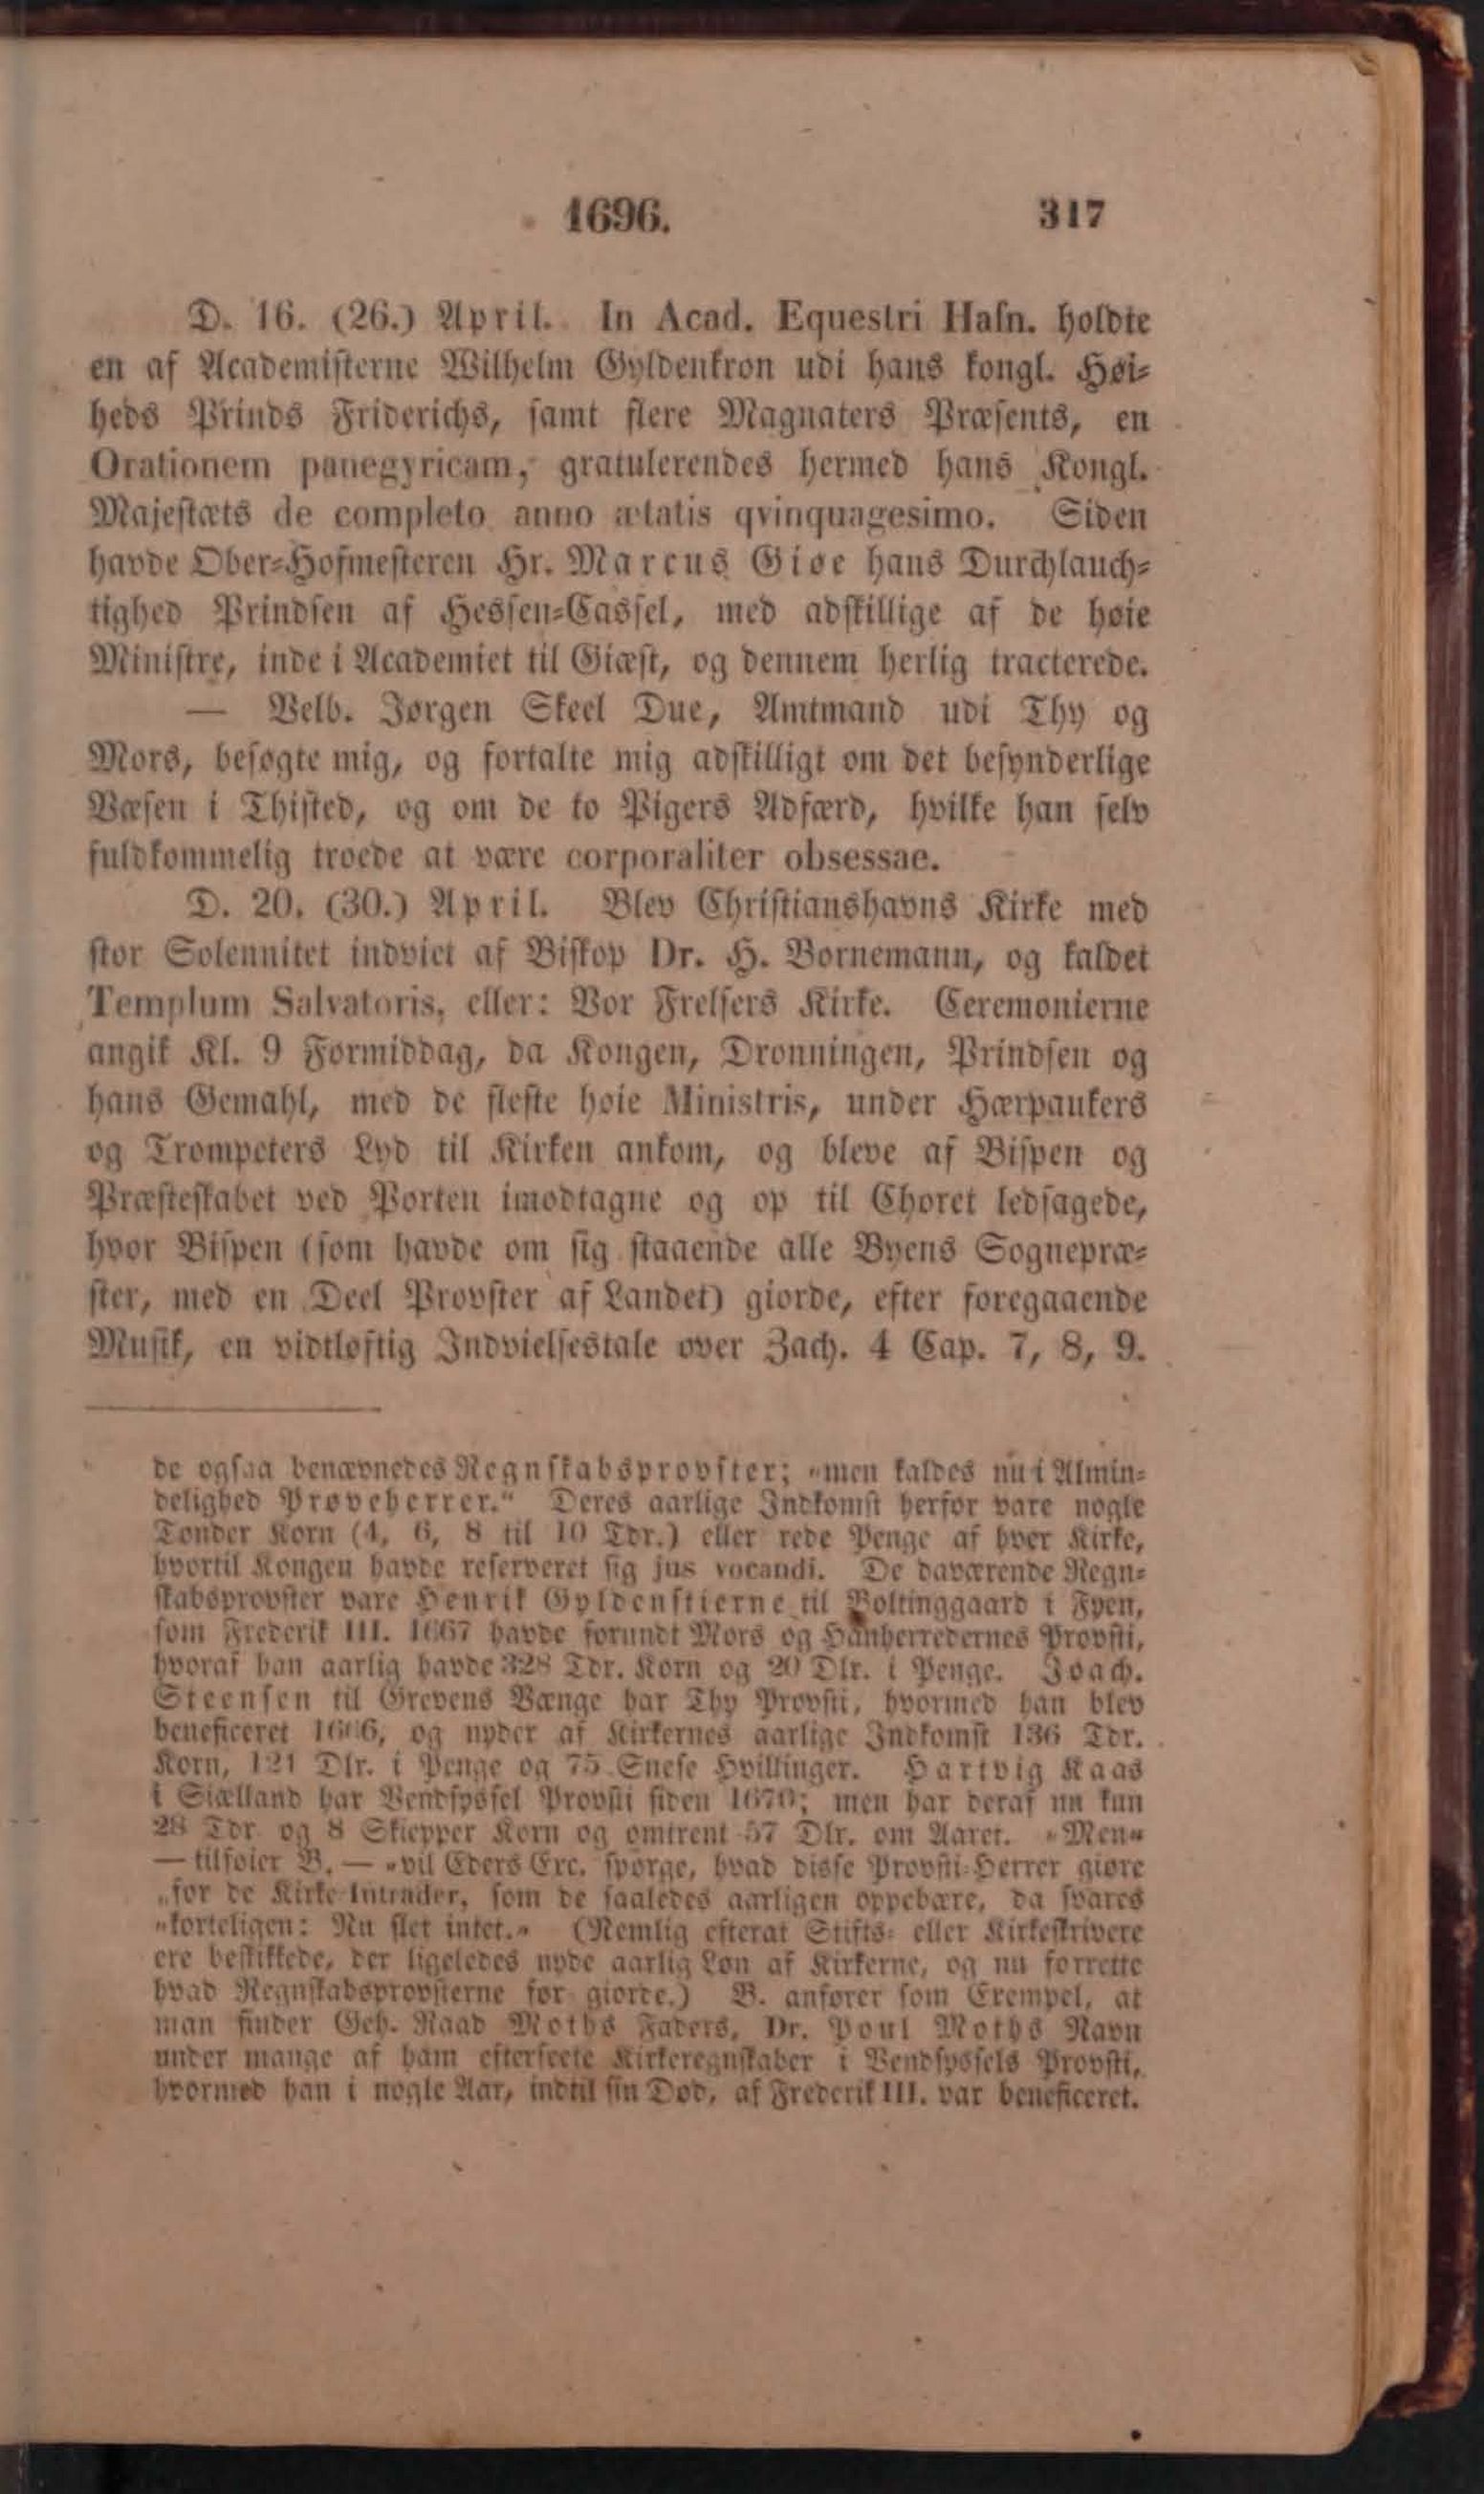 1696.
317
D. 16. (26.) April. In Acad. Equestri Hafn. holdte
en af Academisterne Wilhelm Gyldenkron udi hans kongl. Høi-
heds Prinds Friderichs, samt flere Magnaters Præsents, en
Orationem panegyricam, gratulerendes hermed hans Kongl.
Majestæts de completo anno ætatis qvinquagesimo. Siden
havde Ober-Hofmesteren Hr. Marcus Giøe hans Durchlauch-
tighed Prindsen af Hessen-Cassel, med adskillige af de høie
Ministre, inde i Academiet til Giæst, og dennem herlig tracterede.
— Velb. Jørgen Skeel Due, Amtmand udi Thy og
Mors, besøgte mig, og fortalte mig adskilligt om det besynderlige
Væsen i Thisted, og om de to Pigers Adfærd, hvilke han selv
fuldkommelig troede at være corporaliter obsessae.
D. 20. (30.) April. Blev Christianshavns Kirke med
stor Solennitet indviet af Biskop Dr. H. Bornemann, og kaldet
Templum Salvatoris, eller: Vor Frelsers Kirke. Ceremonierne
angik Kl. 9 Formiddag, da Kongen, Dronningen, Prindsen og
hans Gemahl, med de fleste høie Ministris, under Hærpaukers
og Trompeters Lyd til Kirken ankom, og bleve af Bispen og
Præsteskabet ved Porten imodtagne og op til Choret ledsagede,
hvor Bispen (som havde om sig staaende alle Byens Sognepræ-
ster, med en Deel Provster af Landet) giorde, efter foregaaende
Musik, en vidtløftig Indvielsestale over Zach. 4 Cap. 7, 8, 9.
de ogsaa benævnedes Regnskabsprovster; „men kaldes nu i Almin-
delighed Prøveherrer.“ Deres aarlige Indkomst herfor vare nogle
Tønder Korn (4, 6, 8 til 10 Tdr.) eller rede Penge af hver Kirke,
hvortil Kongen havde reserveret sig jus vocandi. De daværende Regn-
skabsprovster vare Henrik Gyldenstierne til Boltinggaard i Fyen,
som Frederik III. 1667 havde forundt Mors og Hanherredernes Provsti,
hvoraf han aarlig havde 328 Tdr. Korn og 20 Dlr. i Penge. Joach.
Steensen til Grevens Vænge har Thy Provsti, hvormed han blev
beneficeret 1666, og nyder af Kirkernes aarlige Indkomst 136 Tdr.
Korn, 121 Dlr. i Penge og 75 Snese Hvillinger. Hartvig Kaas
i Siælland har Vendsyssel Provsti siden 1670; men har deraf nu kun
28 Tdr og 8 Skiepper Korn og omtrent 57 Dlr. om Aaret. „Men“
— tilføier B. — „vil Eders Exc. spørge, hvad disse Provsti-Herrer giøre
„for de Kirke-Intrader, som de saaledes aarligen oppebære, da svares
„korteligen: Nu slet intet.“ (Nemlig efterat Stifts- eller Kirkeskrivere
ere beskikkede, der ligeledes nyde aarlig Løn af Kirkerne, og nu forrette
hvad Regnskabsprovsterne før giorde.) B. anfører som Exempel, at
man finder Geh. Raad Moths Faders, Dr. Poul Moths Navn
under mange af ham efterseete Kirkeregnskaber i Vendsyssels Provsti,
hvormed han i nogle Aar, indtil sin Død, af Frederik III. var beneficeret.